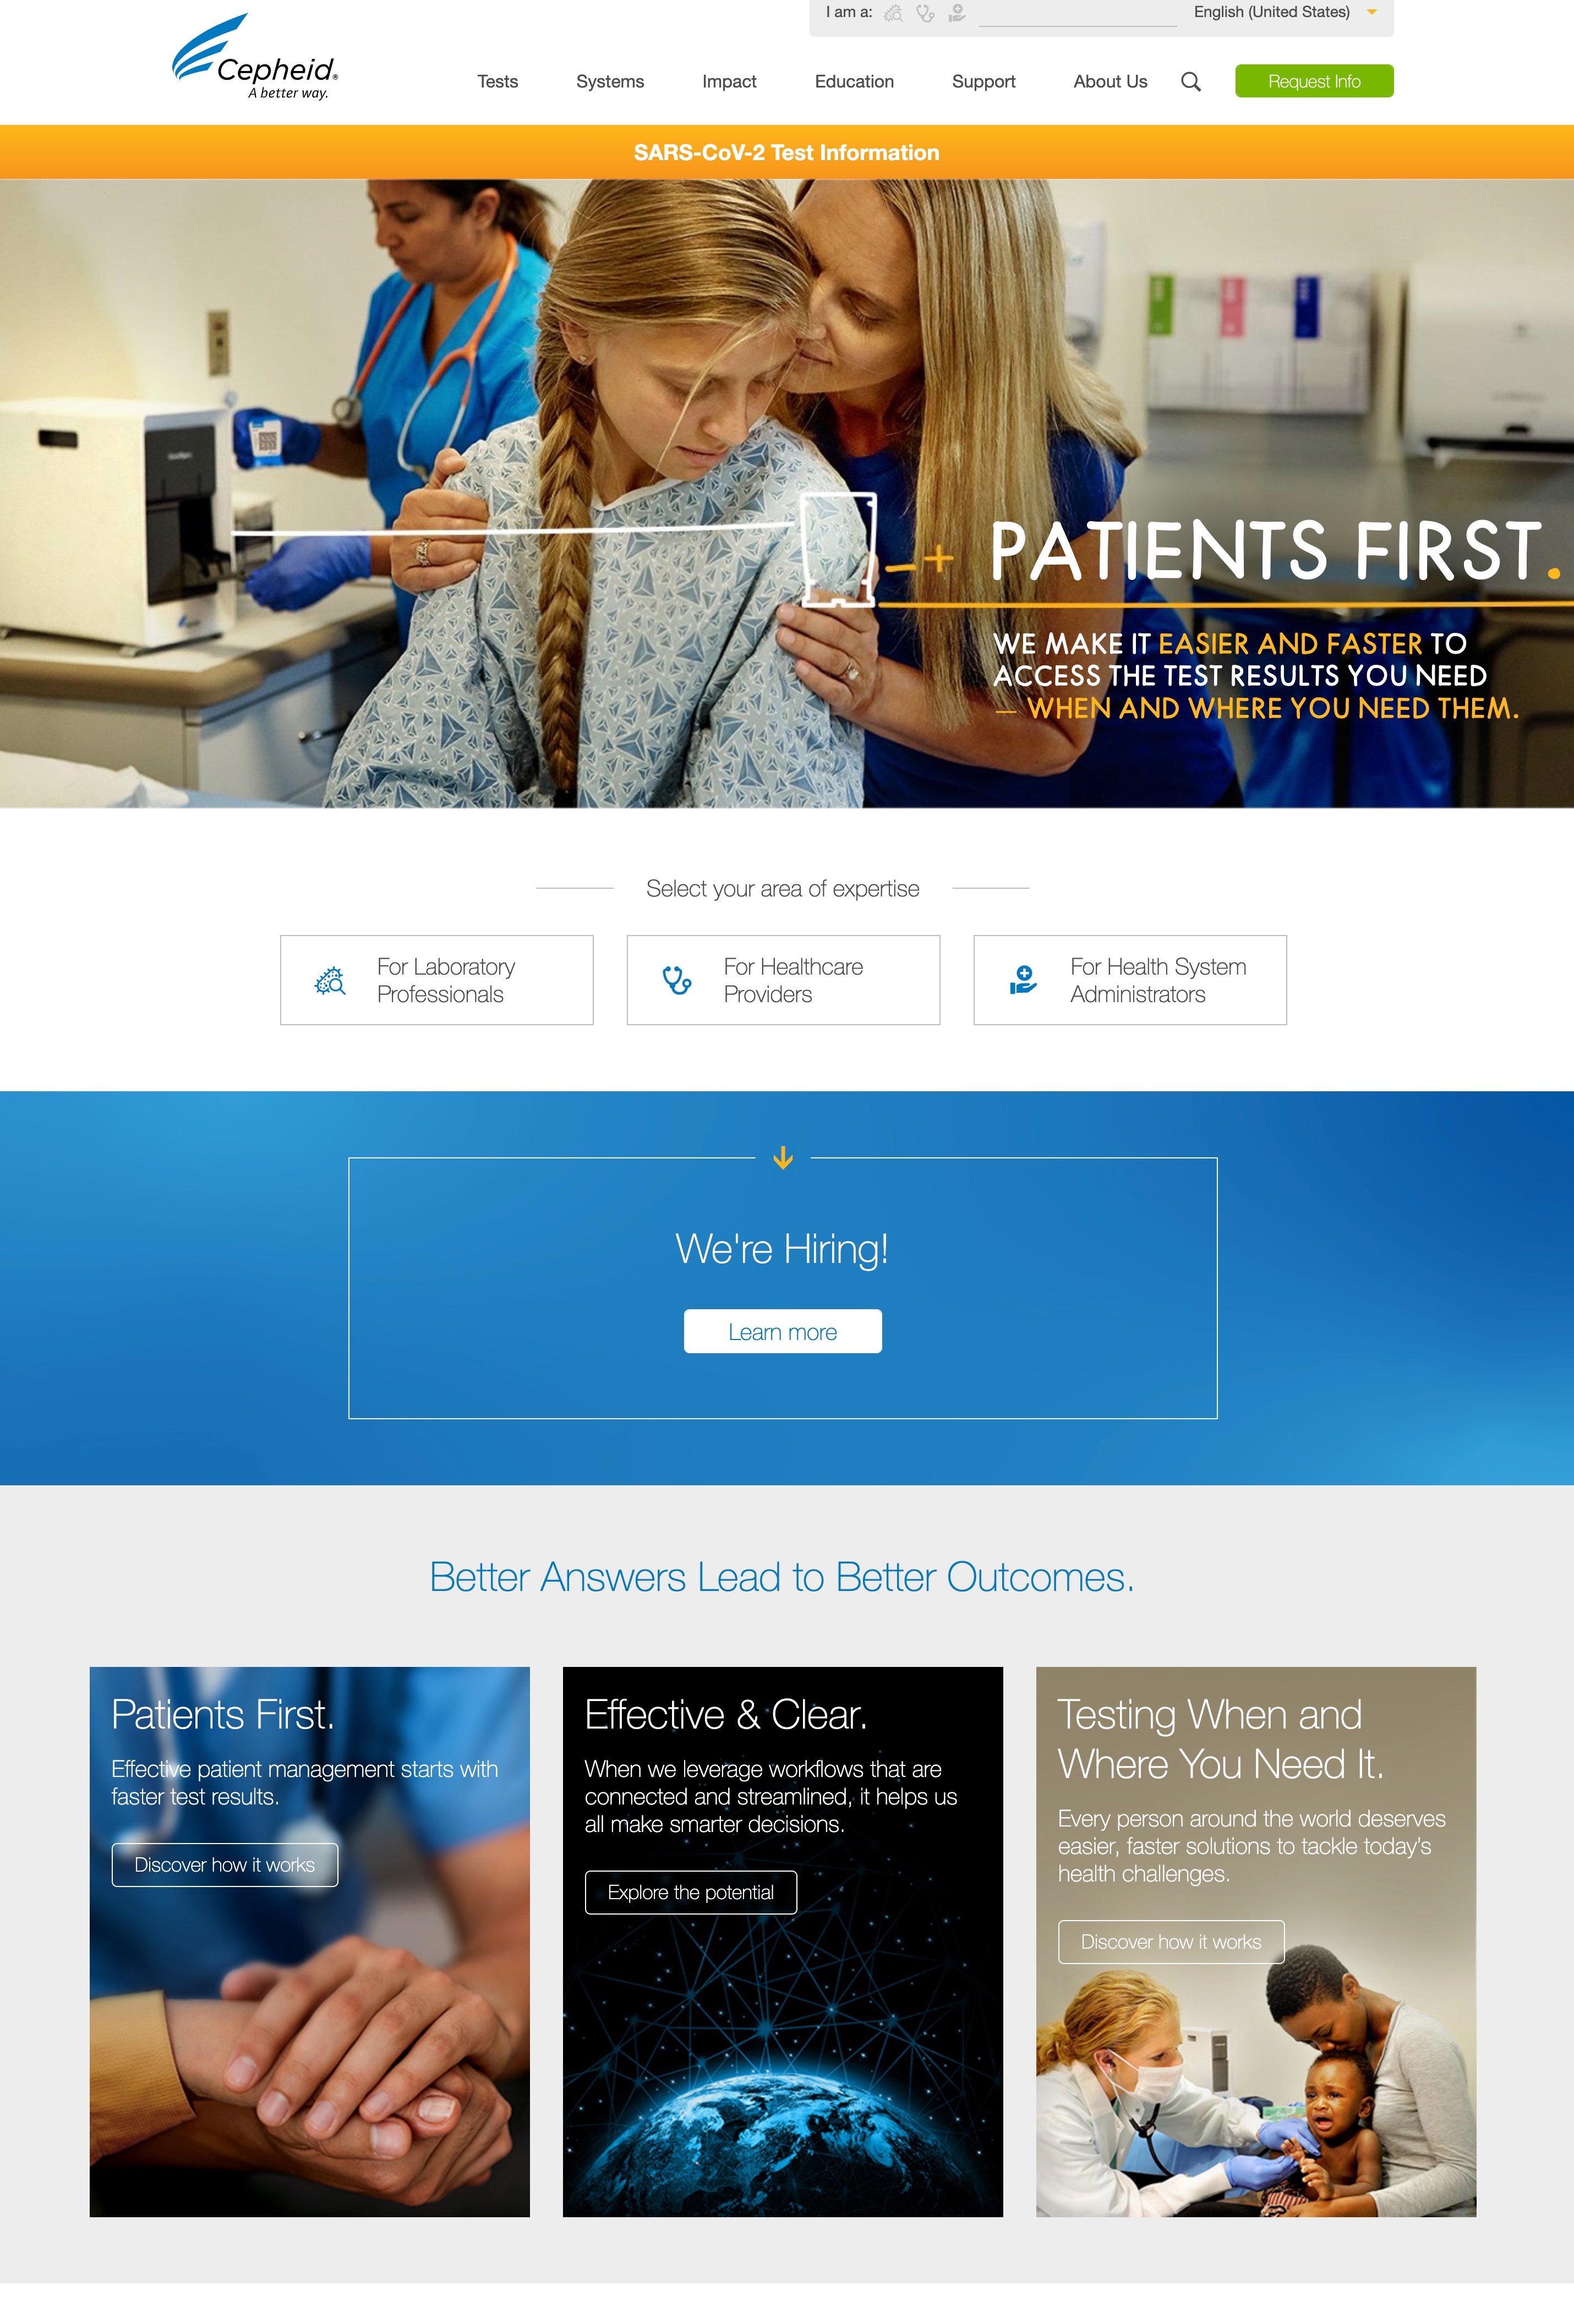 I am a:
English (United States)
Cepheid®
A better way.
Tests
Systems
Impact
Education
Support
About Us
Request Info
SARS-CoV-2 Test Information
PATIENTS FIRST.
WE MAKE IT EASIER AND FASTER TO
ACCESS THE TEST RESULTS YOU NEED
— WHEN AND WHERE YOU NEED THEM.
Select your area of expertise
For Laboratory
Professionals
For Healthcare
Providers
For Health System
Administrators
We're Hiring!
Learn more
Better Answers Lead to Better Outcomes.
Patients First.
Effective patient management starts with
faster test results.
Discover how it works
Effective & Clear.
When we leverage workflows that are
connected and streamlined, it helps us
all make smarter decisions.
Explore the potential
Testing When and
Where You Need It.
Every person around the world deserves
easier, faster solutions to tackle today's
health challenges.
Discover how it works